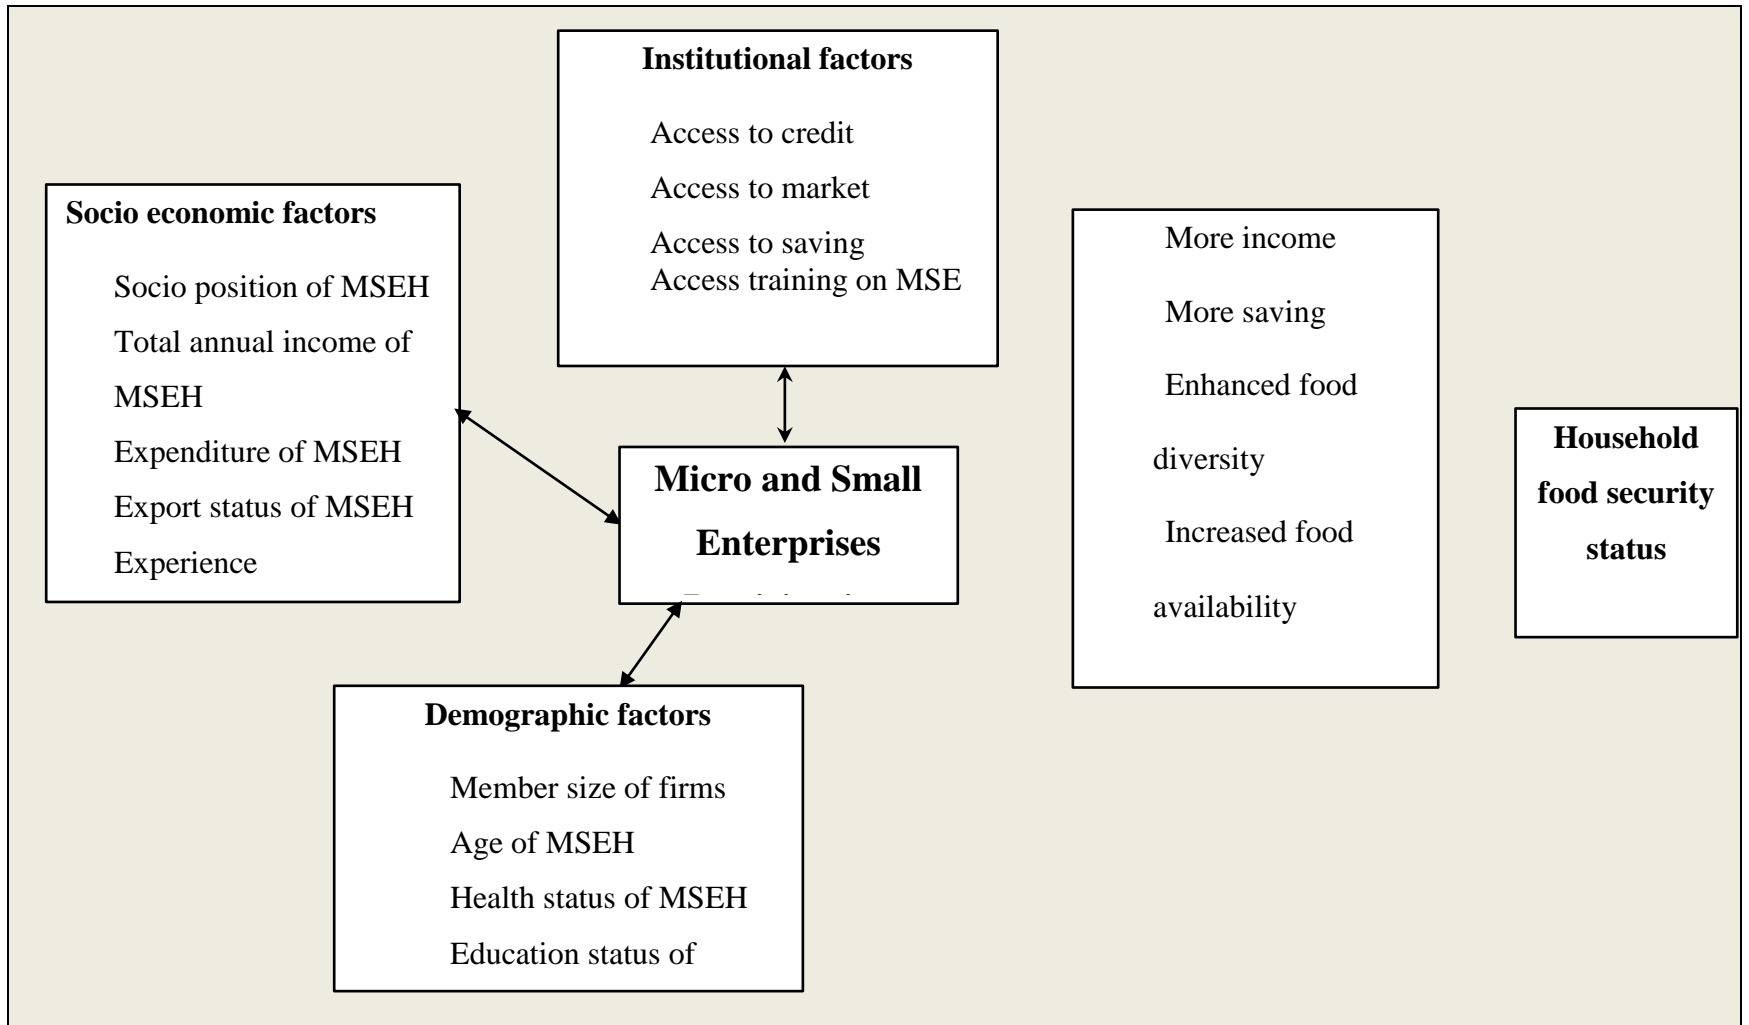 Institutional factors
Access to credit
Access to market
Access to saving
Access training on MSE
Socio economic factors
Socio position of MSEH
Total annual income of
MSEH
Expenditure of MSEH
Export status of MSEH
Experience
Micro and Small
Enterprises
Demographic factors
Member size of firms
Age of MSEH
Health status of MSEH
Education status of
More income
More saving
Enhanced food
diversity
Increased food
availability
Household
food security
status